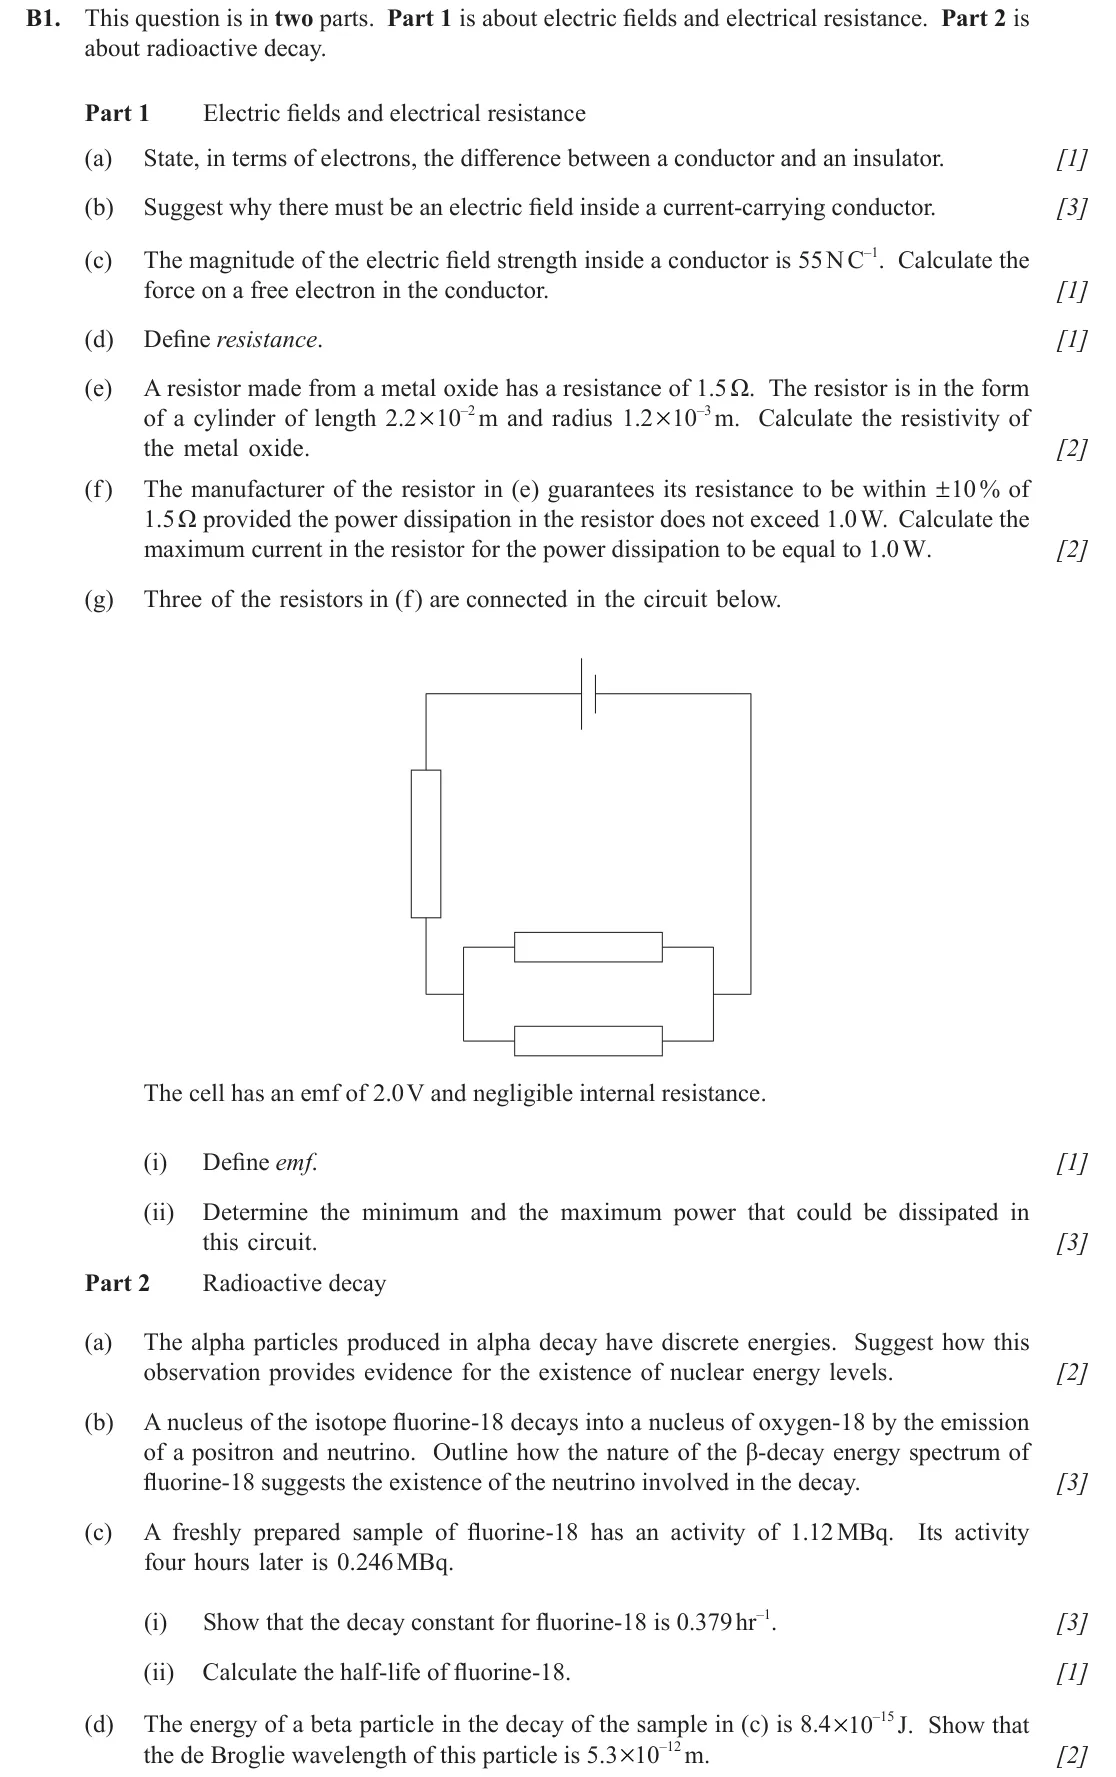 B1. This question is in two parts. Part 1 is about electric fields and electrical resistance. Part 2 is
about radioactive decay.
Part 1 Electric fields and electrical resistance
(a) State, in terms of electrons, the difference between a conductor and an insulator. [1]
(b) Suggest why there must be an electric field inside a current-carrying conductor. [3]
(c) The magnitude of the electric field strength inside a conductor is 55 N C⁻¹. Calculate the
force on a free electron in the conductor. [1]
(d) Define resistance. [1]
(e) A resistor made from a metal oxide has a resistance of 1.5 Ω. The resistor is in the form
of a cylinder of length 2.2×10⁻² m and radius 1.2×10⁻³ m. Calculate the resistivity of
the metal oxide. [2]
(f) The manufacturer of the resistor in (e) guarantees its resistance to be within ±10 % of
1.5 Ω provided the power dissipation in the resistor does not exceed 1.0 W. Calculate the
maximum current in the resistor for the power dissipation to be equal to 1.0 W. [2]
(g) Three of the resistors in (f) are connected in the circuit below.
The cell has an emf of 2.0 V and negligible internal resistance.
(i) Define emf. [1]
(ii) Determine the minimum and the maximum power that could be dissipated in
this circuit. [3]
Part 2 Radioactive decay
(a) The alpha particles produced in alpha decay have discrete energies. Suggest how this
observation provides evidence for the existence of nuclear energy levels. [2]
(b) A nucleus of the isotope fluorine-18 decays into a nucleus of oxygen-18 by the emission
of a positron and neutrino. Outline how the nature of the β-decay energy spectrum of
fluorine-18 suggests the existence of the neutrino involved in the decay. [3]
(c) A freshly prepared sample of fluorine-18 has an activity of 1.12 MBq. Its activity
four hours later is 0.246 MBq.
(i) Show that the decay constant for fluorine-18 is 0.379 hr⁻¹. [3]
(ii) Calculate the half-life of fluorine-18. [1]
(d) The energy of a beta particle in the decay of the sample in (c) is 8.4×10⁻¹⁵ J. Show that
the de Broglie wavelength of this particle is 5.3×10⁻¹² m. [2]